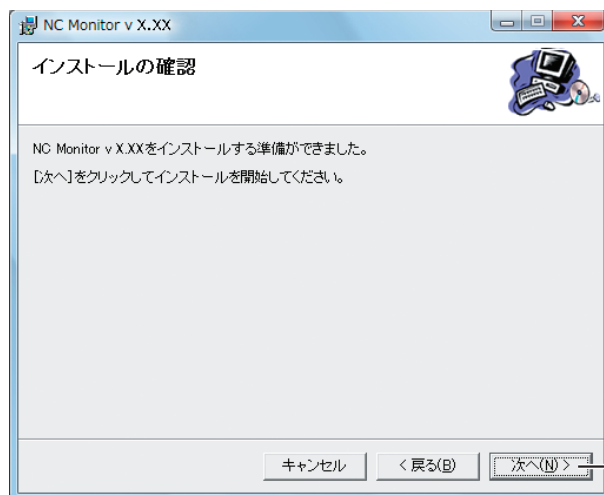 NC Monitor v X.XX
インストールの確認
NC Monitor v X.XXをインストールする準備ができました。
[次へ]をクリックしてインストールを開始してください。
キャンセル
< 戻る(B)
次へ(N) >